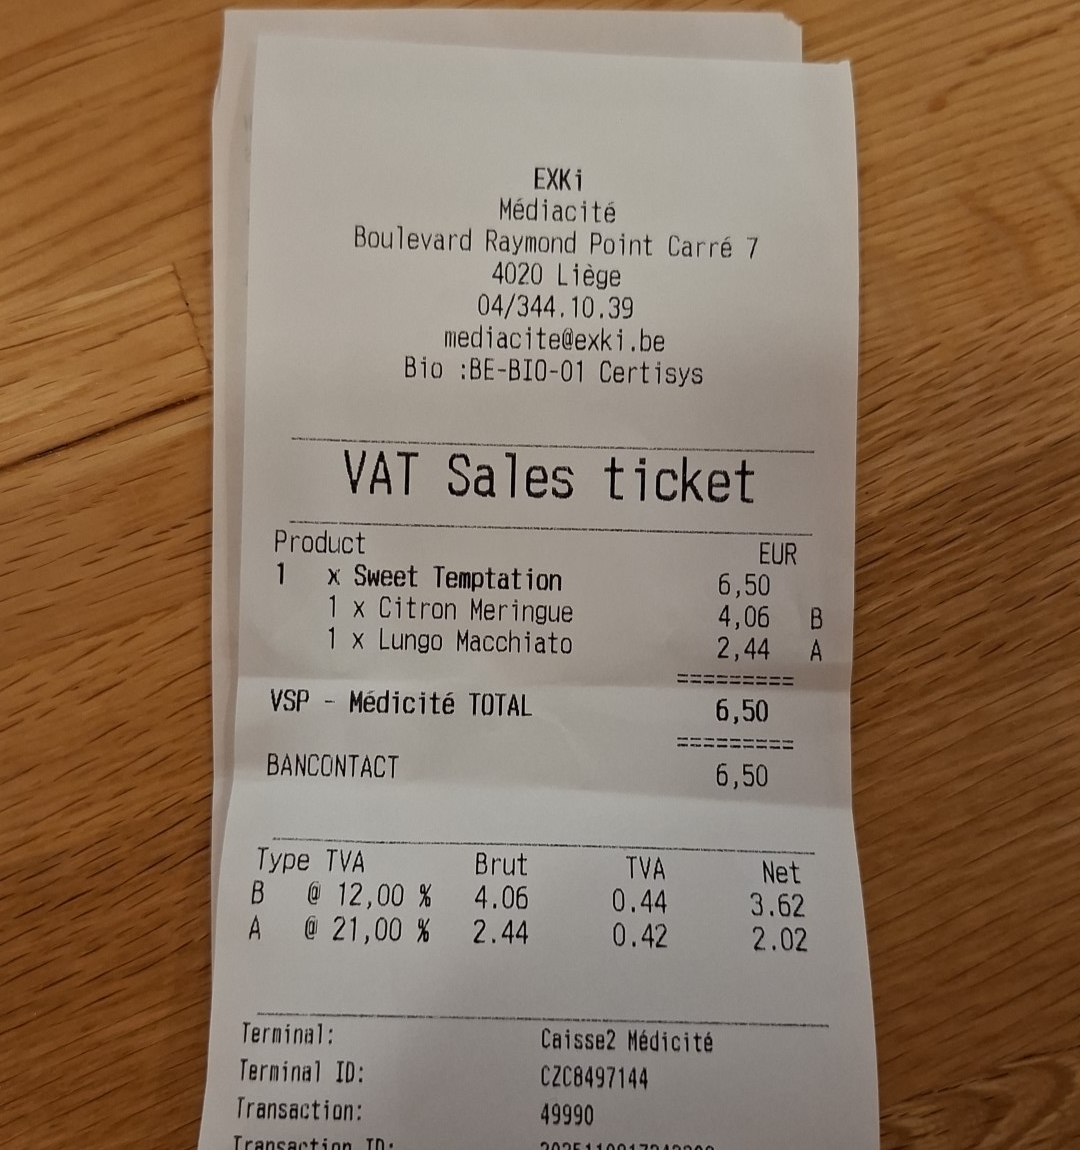 EXKi
Médiacité
Boulevard Raymond Point Carré 7
4020 Liège
04/344.10.39
mediacite@exki.be
Bio :BE-BIO-01 Certisys
VAT Sales ticket
Product EUR
1 x Sweet Temptation 6,50
1 x Citron Meringue 4,06 B
1 x Lungo Macchiato 2,44 A
=========
VSP - Médicité TOTAL 6,50
=========
BANCONTACT 6,50
Type TVA Brut TVA Net
B @ 12,00 % 4.06 0.44 3.62
A @ 21,00 % 2.44 0.42 2.02
Terminal: Caisse2 Médicité
Terminal ID: CZC8497144
Transaction: 49990
Transaction ID: